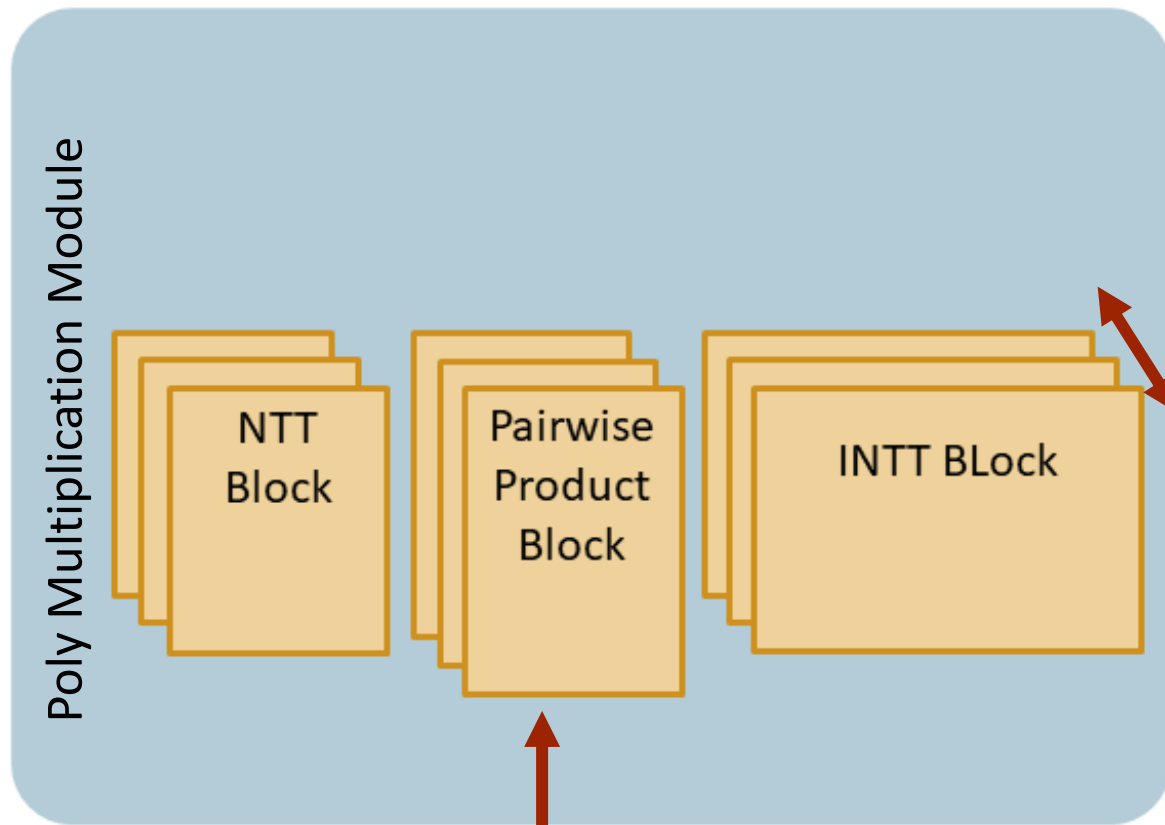 Poly Multiplication Module
NTT
Block
Pairwise
Product
Block
INTT BLock